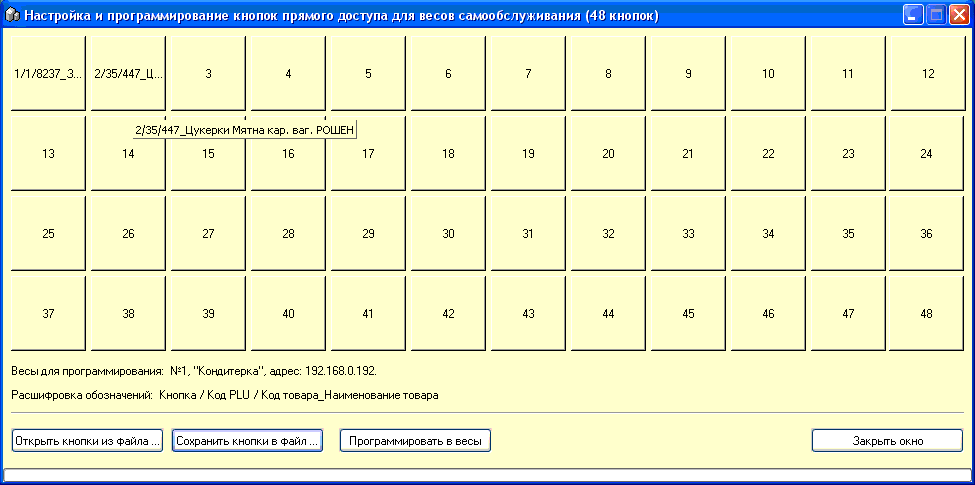 Настройка и программирование кнопок прямого доступа для весов самообслуживания (48 кнопок)
1/1/8237_З... 2/35/447_Ц... 3 4 5 6 7 8 9 10 11 12
2/35/447_Цукерки Мятна кар. ваг. РОШЕН
13 14 15 16 17 18 19 20 21 22 23 24
25 26 27 28 29 30 31 32 33 34 35 36
37 38 39 40 41 42 43 44 45 46 47 48
Весы для программирования: №1, "Кондитерка", адрес: 192.168.0.192.
Расшифровка обозначений: Кнопка / Код PLU / Код товара_Наименование товара
Открыть кнопки из файла ... Сохранить кнопки в файл ... Программировать в весы Закрыть окно